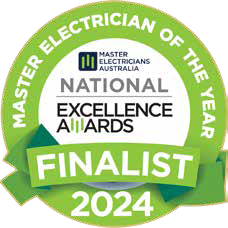 MASTER ELECTRICIAN OF THE YEAR
MASTER
ELECTRICIANS
AUSTRALIA
NATIONAL
EXCELLENCE
AWARDS
FINALIST
2024